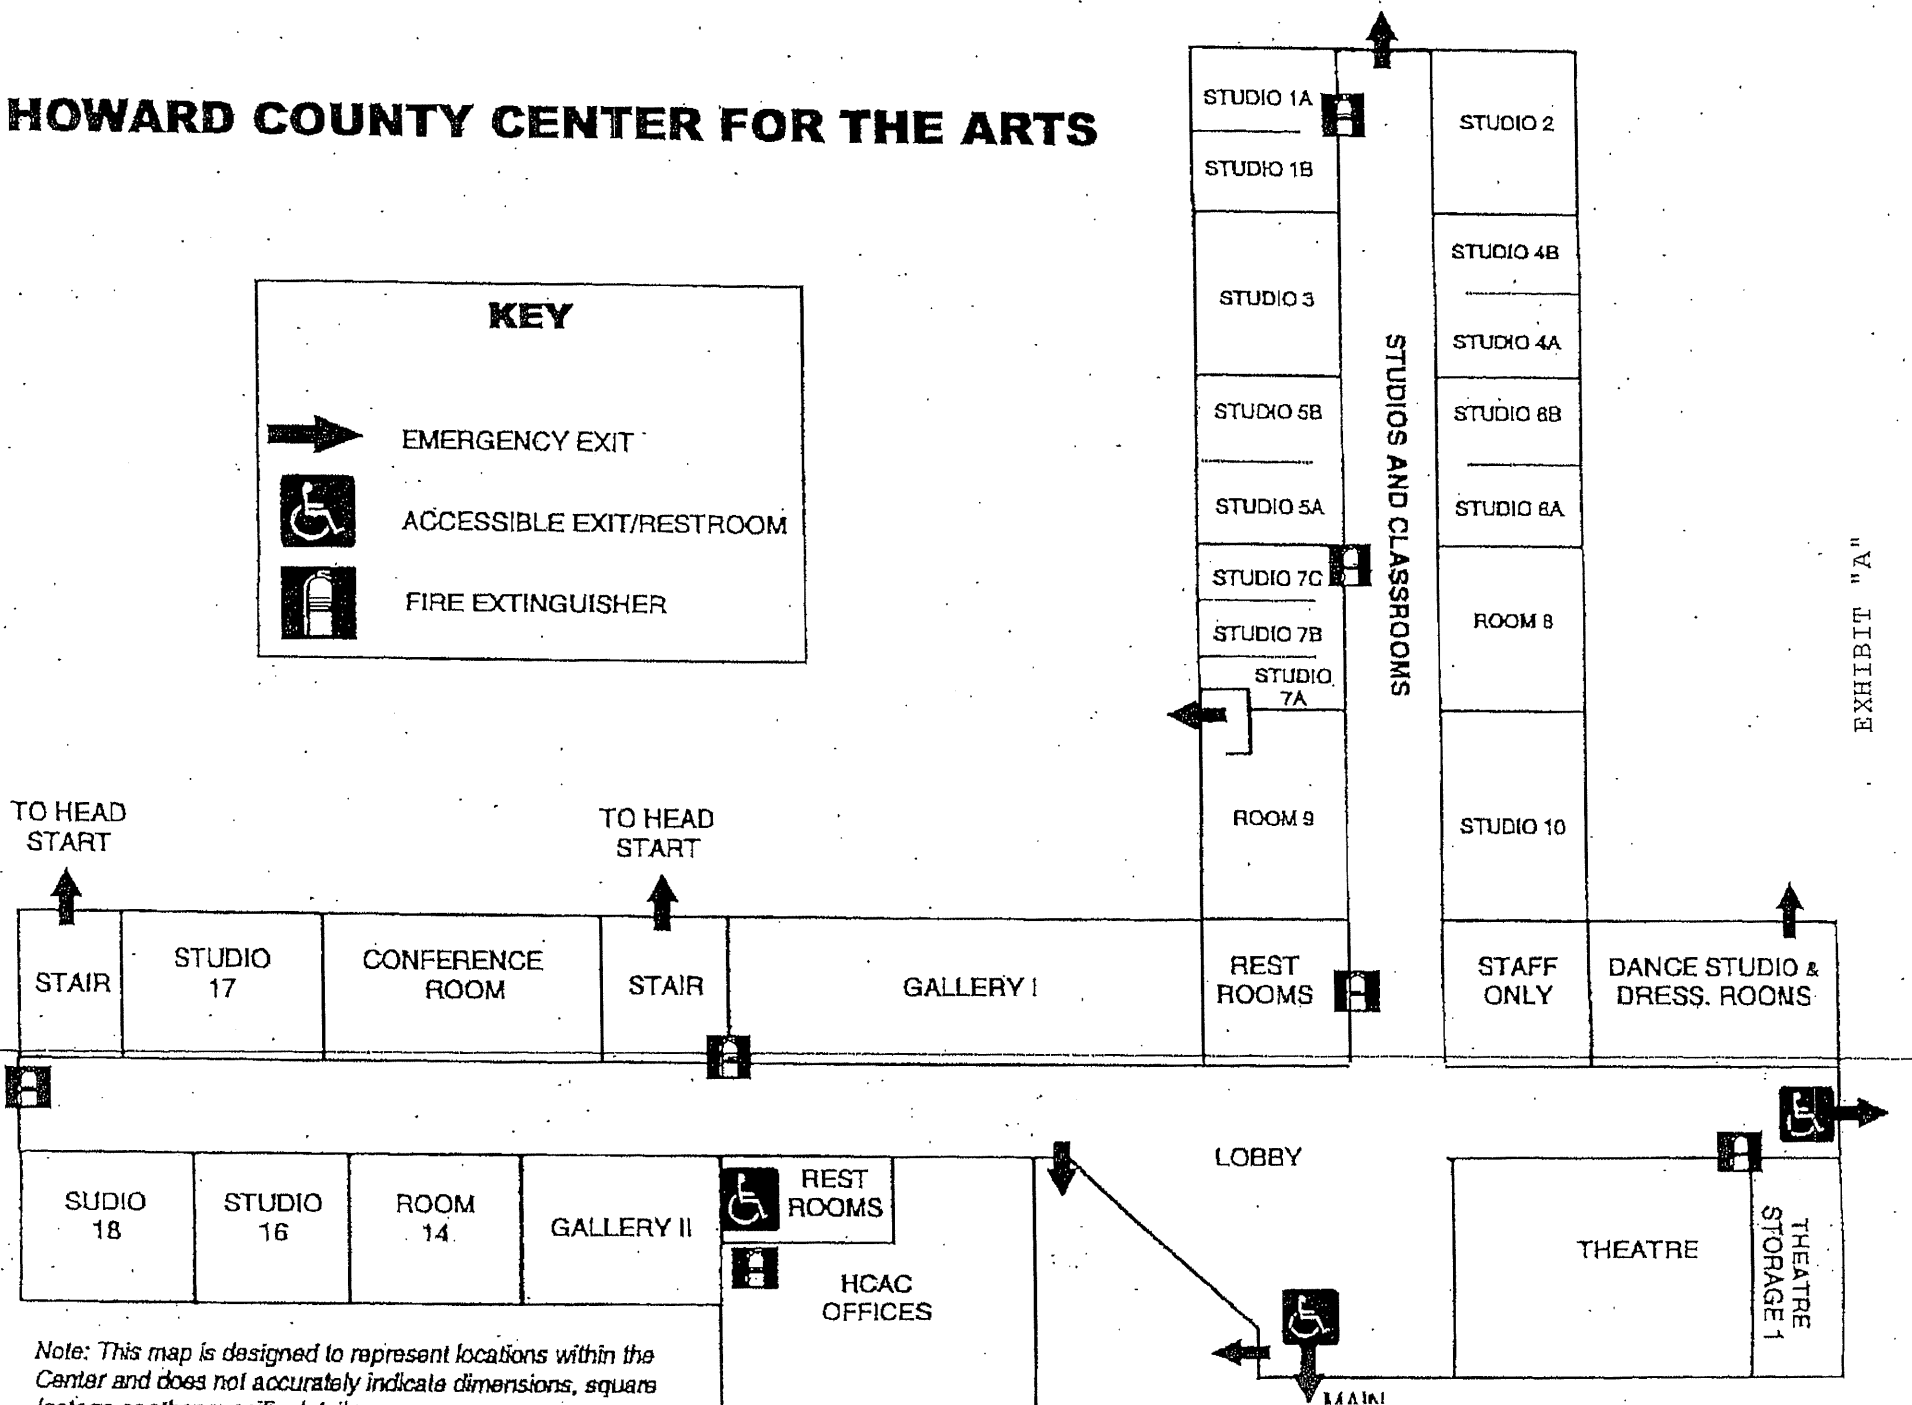 HOWARD COUNTY CENTER FOR THE ARTS
KEY
EMERGENCY EXIT
ACCESSIBLE EXIT/RESTROOM
FIRE EXTINGUISHER
STUDIO 1A
STUDIO 1B
STUDIO 3
STUDIO 5B
STUDIO 5A
STUDIO 7C
STUDIO 7B
STUDIO
7A
ROOM 9
STUDIOS AND CLASSROOMS
STUDIO 2
STUDIO 4B
STUDIO 4A
STUDIO 6B
STUDIO 6A
ROOM 8
STUDIO 10
EXHIBIT "A"
TO HEAD
START
TO HEAD
START
STAIR
STUDIO
17
CONFERENCE
ROOM
STAIR
GALLERY I
REST
ROOMS
STAFF
ONLY
DANCE STUDIO &
DRESS. ROONS
LOBBY
SUDIO
18
STUDIO
16
ROOM
14
GALLERY II
REST
ROOMS
HCAC
OFFICES
THEATRE
THEATRE
STORAGE 1
MAIN
Note: This map is designed to represent locations within the
Center and does not accurately indicate dimensions, square